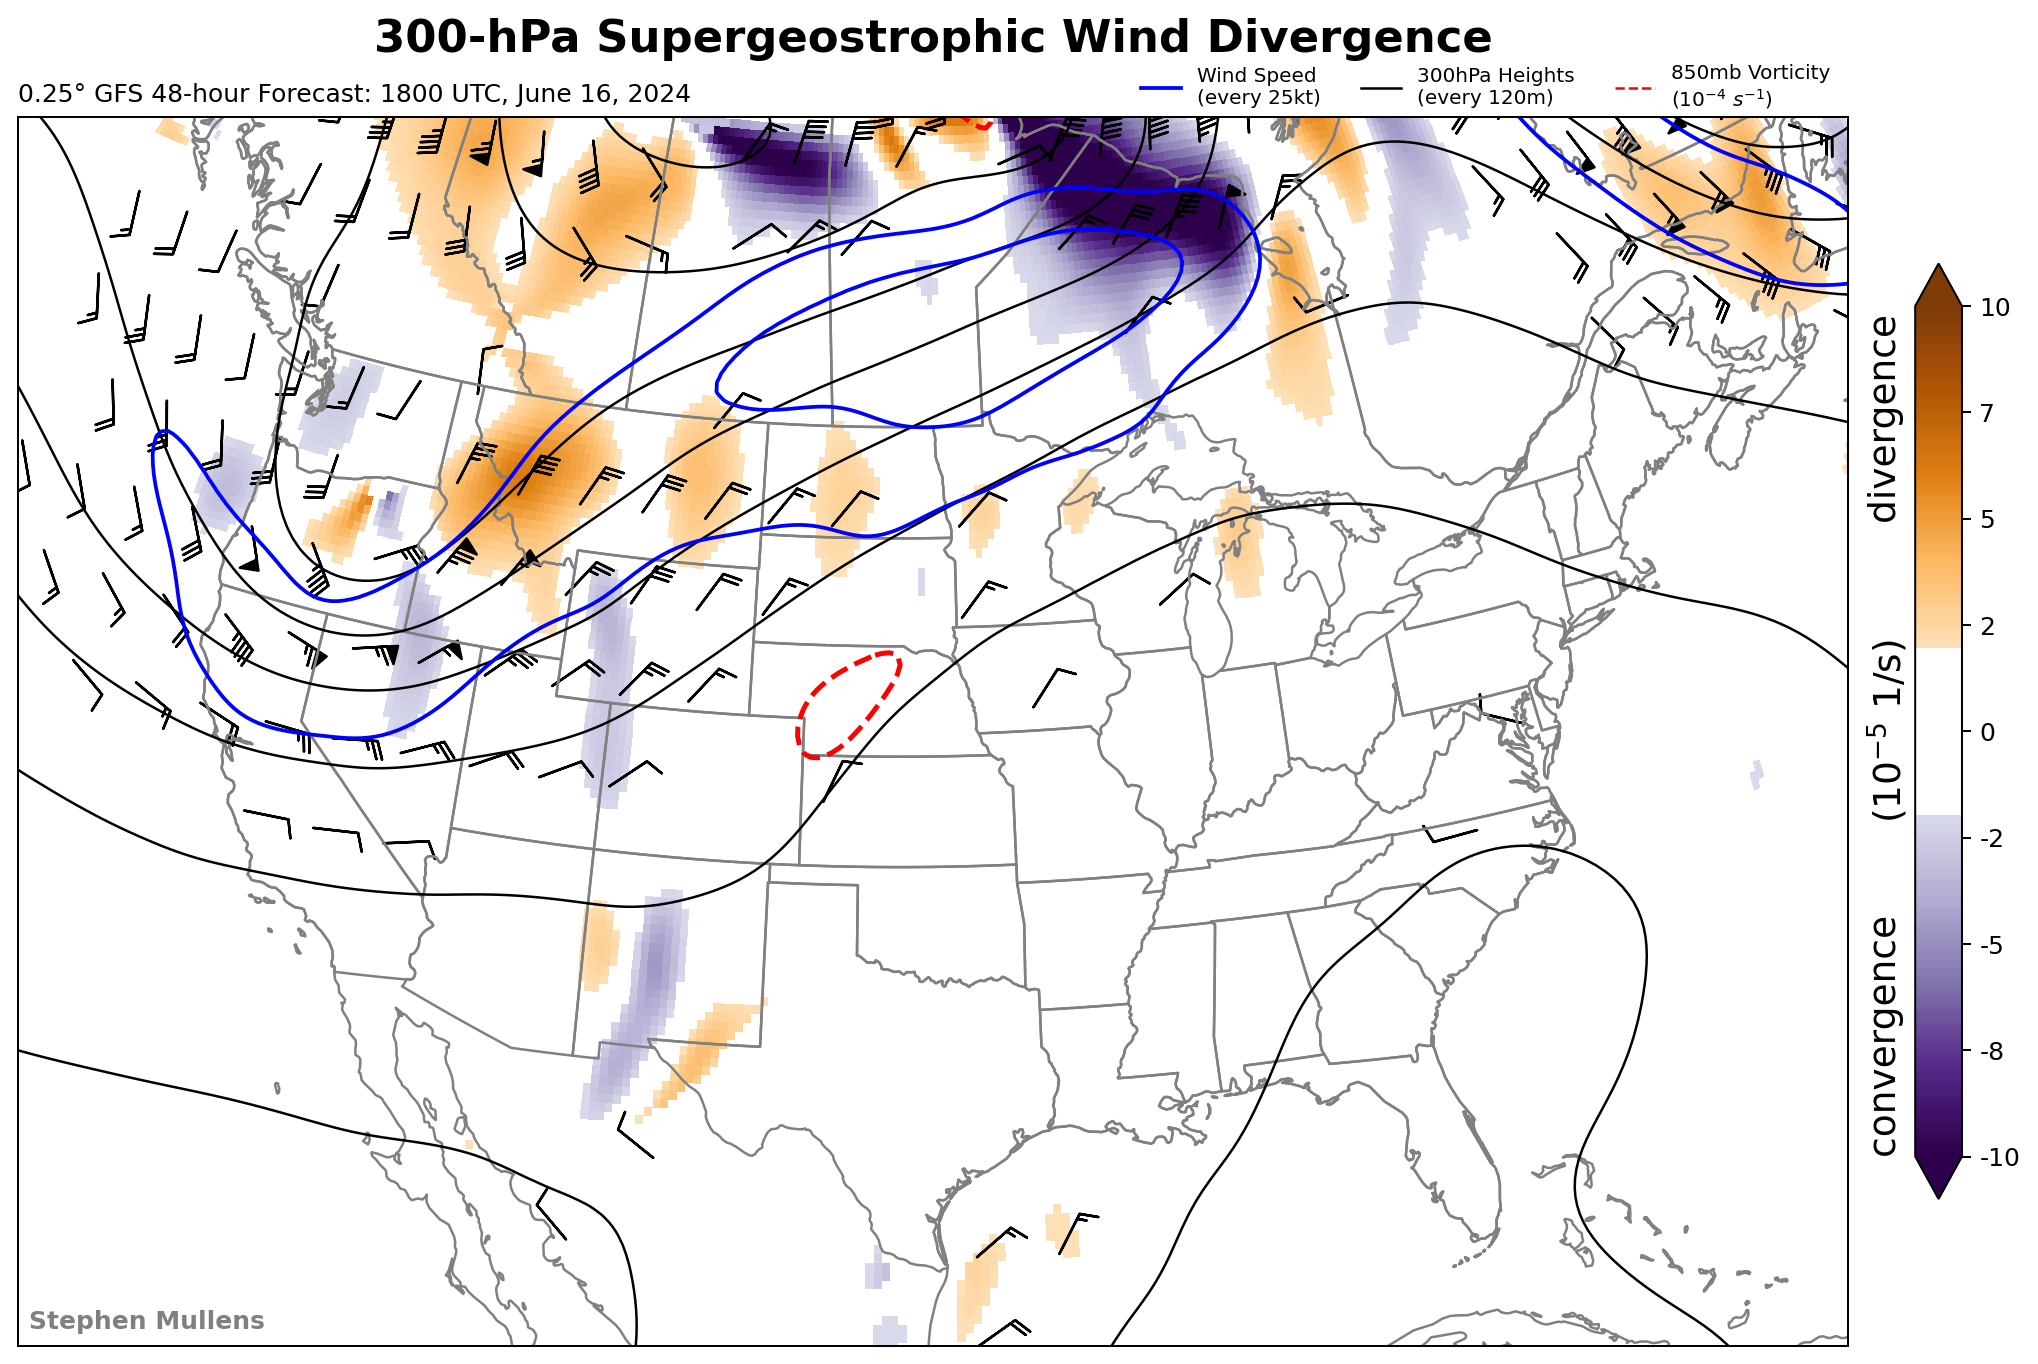 300-hPa Supergeostrophic Wind Divergence
0.25° GFS 48-hour Forecast: 1800 UTC, June 16, 2024
Wind Speed
(every 25kt)
300hPa Heights
(every 120m)
850mb Vorticity
(10⁻⁴ s⁻¹)
10
7
5
2
0
-2
-5
-8
-10
convergence (10⁻⁵ 1/s) divergence
Stephen Mullens